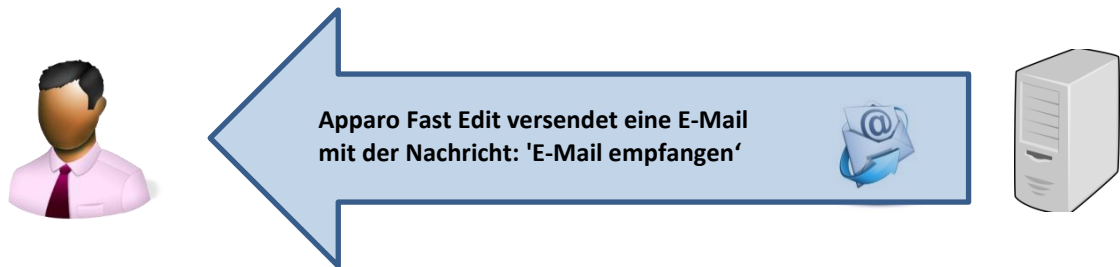 Apparo Fast Edit versendet eine E-Mail
mit der Nachricht: 'E-Mail empfangen‘